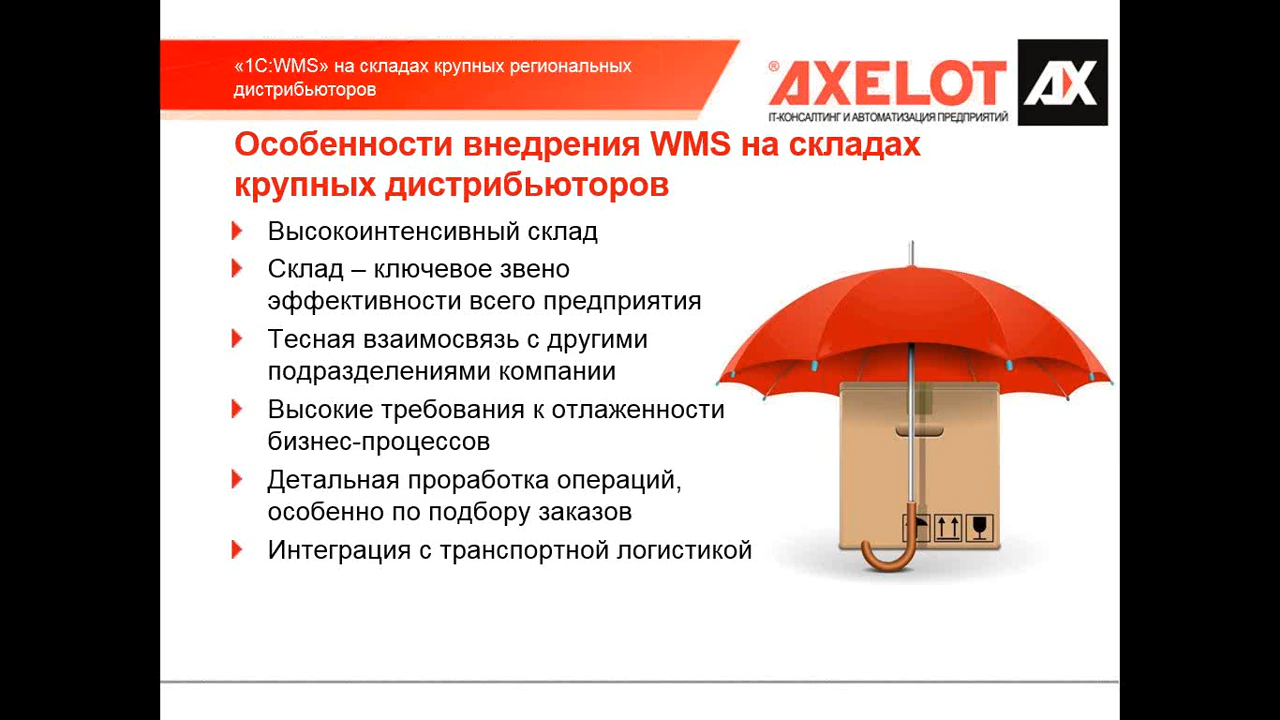 «1С:WMS» на складах крупных региональных
дистрибьюторов
® AXELOT AX
IT-КОНСАЛТИНГ И АВТОМАТИЗАЦИЯ ПРЕДПРИЯТИЙ
Особенности внедрения WMS на складах
крупных дистрибьюторов
Высокоинтенсивный склад
Склад – ключевое звено
эффективности всего предприятия
Тесная взаимосвязь с другими
подразделениями компании
Высокие требования к отлаженности
бизнес-процессов
Детальная проработка операций,
особенно по подбору заказов
Интеграция с транспортной логистикой